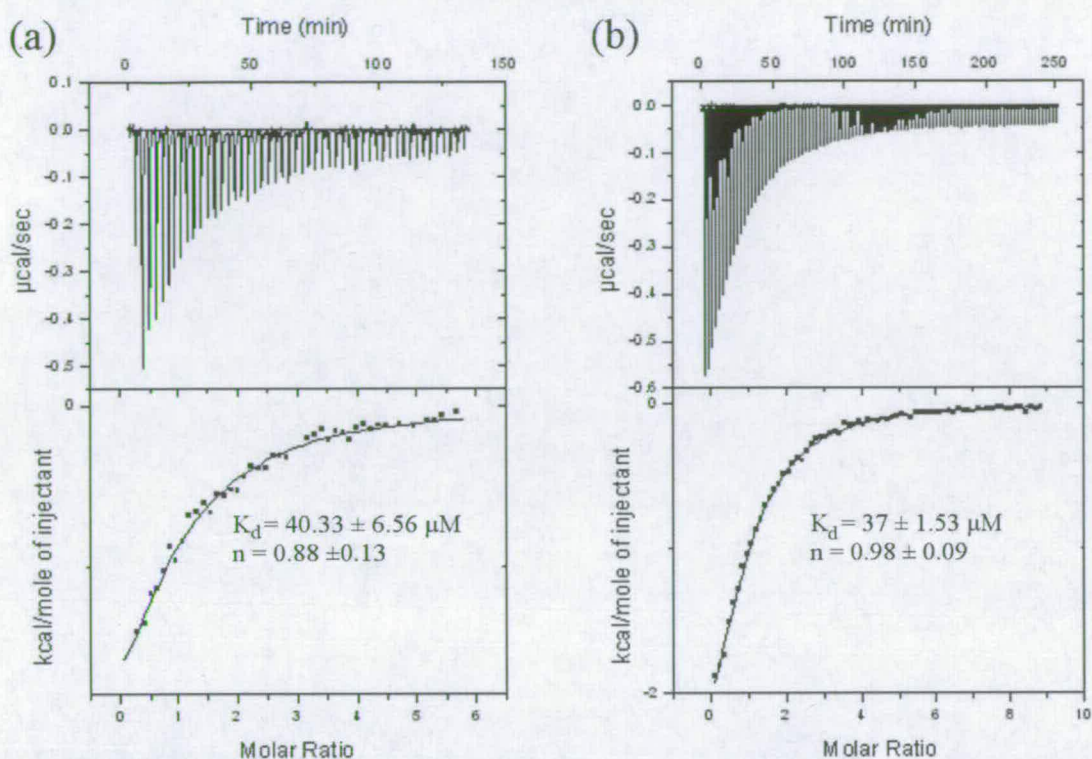 (a)
Time (min)
0 50 100 150
0.1
0.0
-0.1
-0.2
-0.3
-0.4
-0.5
µcal/sec
0
kcal/mole of injectant
K_d = 40.33 ± 6.56 µM
n = 0.88 ±0.13
0 1 2 3 4 5 6
Molar Ratio
(b)
Time (min)
0 50 100 150 200 250
0.0
-0.1
-0.2
-0.3
-0.4
-0.5
-0.6
µcal/sec
0
-2
kcal/mole of injectant
K_d = 37 ± 1.53 µM
n = 0.98 ± 0.09
0 2 4 6 8 10
Molar Ratio